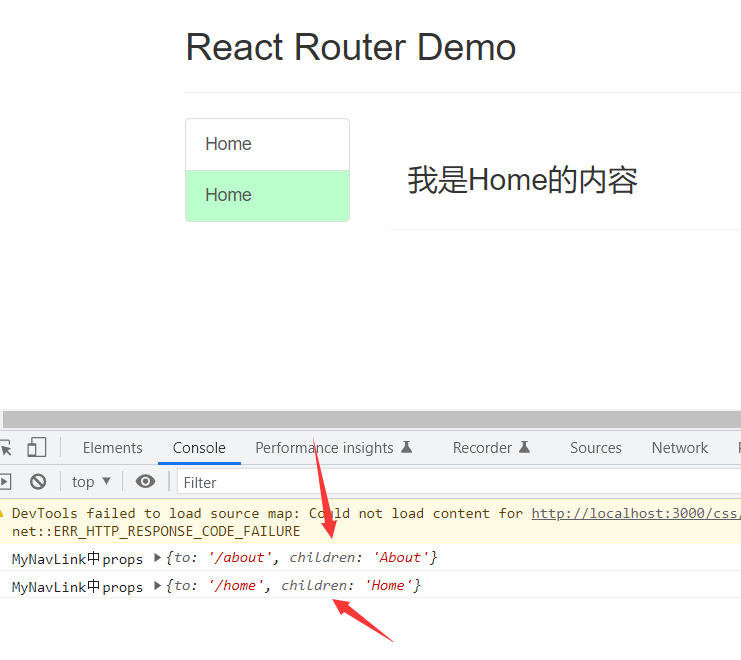 React Router Demo
Home
Home
我是Home的内容
Elements Console Performance insights Recorder Sources Network
top ▼ Filter
DevTools failed to load source map: Could not load content for http://localhost:3000/css/
net::ERR_HTTP_RESPONSE_CODE_FAILURE
MyNavLink中props ▶{to: '/about', children: 'About'}
MyNavLink中props ▶{to: '/home', children: 'Home'}